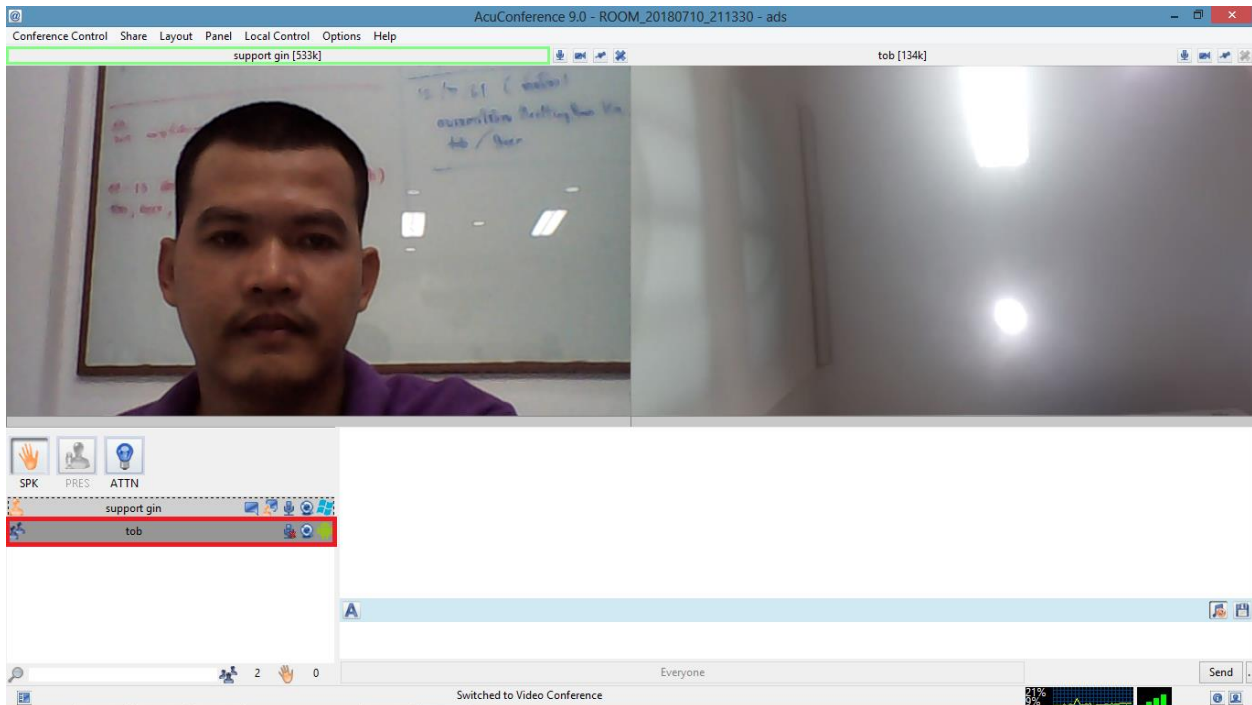 AcuConference 9.0 - ROOM_20180710_211330 - ads
Conference Control Share Layout Panel Local Control Options Help
support gin [533k]
tob [134k]
SPK PRES ATTN
support gin
tob
A
2 0
Everyone
Send
Switched to Video Conference
21%
9%